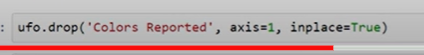 : ufo.drop('Colors Reported', axis=1, inplace=True)